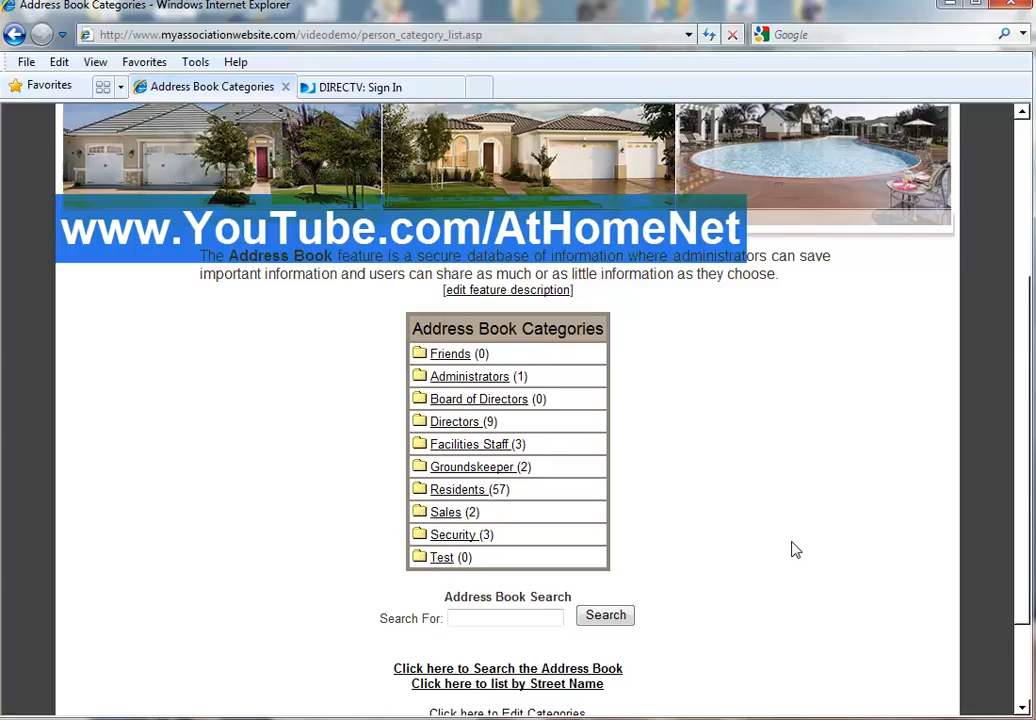 Address Book Categories - Windows Internet Explorer
http://www.myassociationwebsite.com/videodemo/person_category_list.asp
Google
File Edit View Favorites Tools Help
Favorites
Address Book Categories
DIRECTV: Sign In
www.YouTube.com/AtHomeNet
The Address Book feature is a secure database of information where administrators can save
important information and users can share as much or as little information as they choose.
[edit feature description]
Address Book Categories
Friends (0)
Administrators (1)
Board of Directors (0)
Directors (9)
Facilities Staff (3)
Groundskeeper (2)
Residents (57)
Sales (2)
Security (3)
Test (0)
Address Book Search
Search For:
Search
Click here to Search the Address Book
Click here to list by Street Name
Click here to Edit Categories